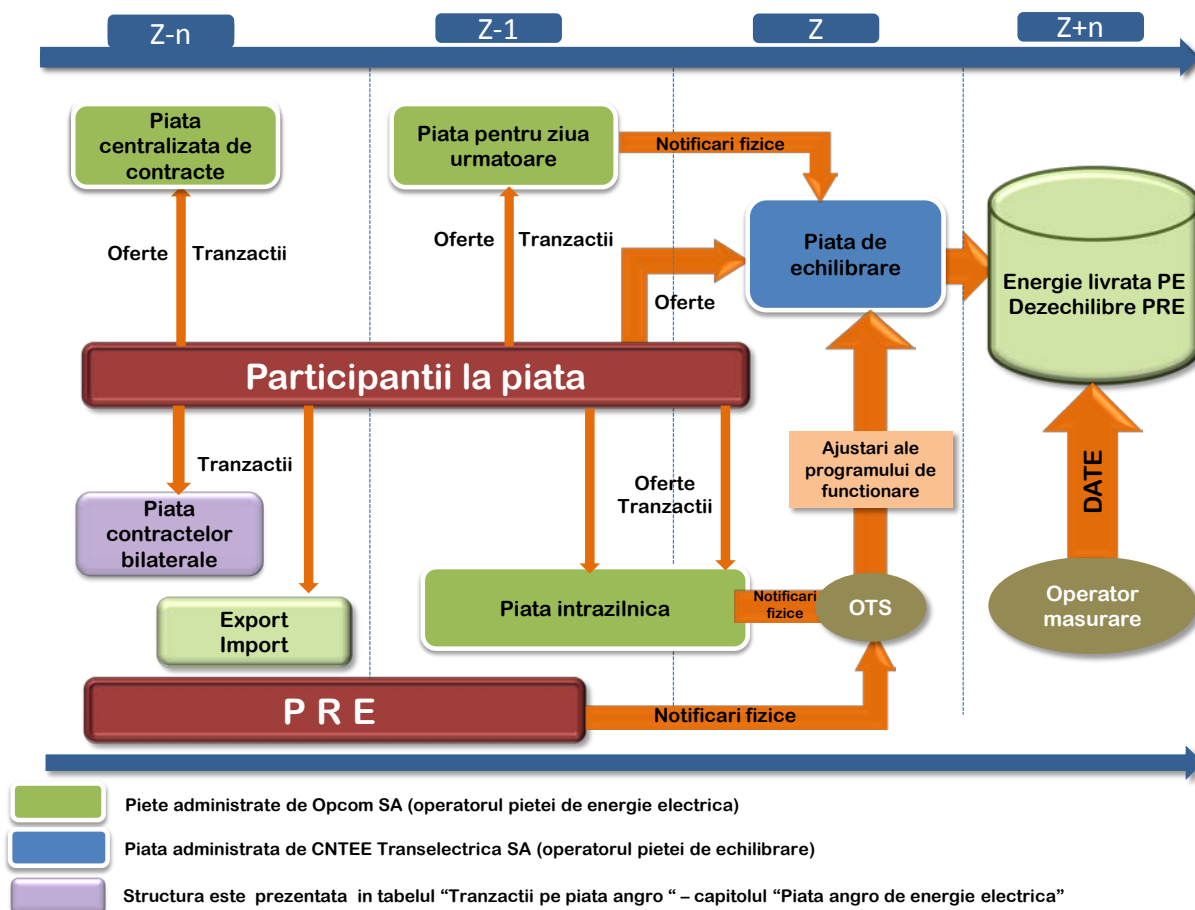 Z-n
Z-1
Z
Z+n
Piata
centralizata de
contracte
Piata pentru ziua
urmatoare
Notificari fizice
Oferte
Tranzactii
Oferte
Tranzactii
Piata de
echilibrare
Oferte
Energie livrata PE
Dezechilibre PRE
Participantii la piata
Tranzactii
Oferte
Tranzactii
Ajustari ale
programului de
functionare
DATE
Piata
contractelor
bilaterale
Export
Import
Piata intrazilnica
Notificari
fizice
OTS
Operator
masurare
P R E
Notificari fizice
Piete administrate de Opcom SA (operatorul pietei de energie electrica)
Piata administrata de CNTEE Transelectrica SA (operatorul pietei de echilibrare)
Structura este prezentata in tabelul “Tranzactii pe piata angro “ – capitolul “Piata angro de energie electrica”